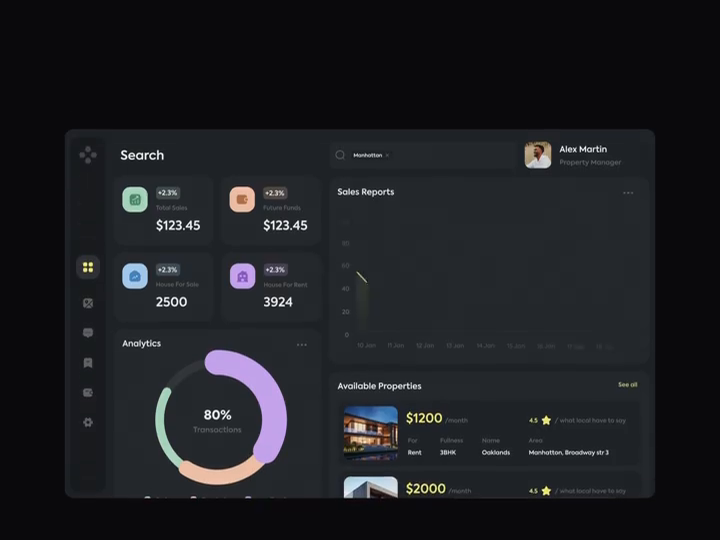 Search
Manhattan ×
Alex Martin
Property Manager
+2.3%
Total Sales
$123.45
+2.3%
Future Funds
$123.45
+2.3%
House For Sale
2500
+2.3%
House For Rent
3924
Sales Reports
80
60
40
20
0
10 Jan
11 Jan
12 Jan
13 Jan
14 Jan
15 Jan
16 Jan
17 Jan
Analytics
80%
Transactions
Available Properties
See all
$1200 /month
4.5
/ what local have to say
For
Fullness
Name
Area
Rent
3BHK
Oaklands
Manhattan, Broadway str 3
$2000 /month
4.5
/ what local have to say